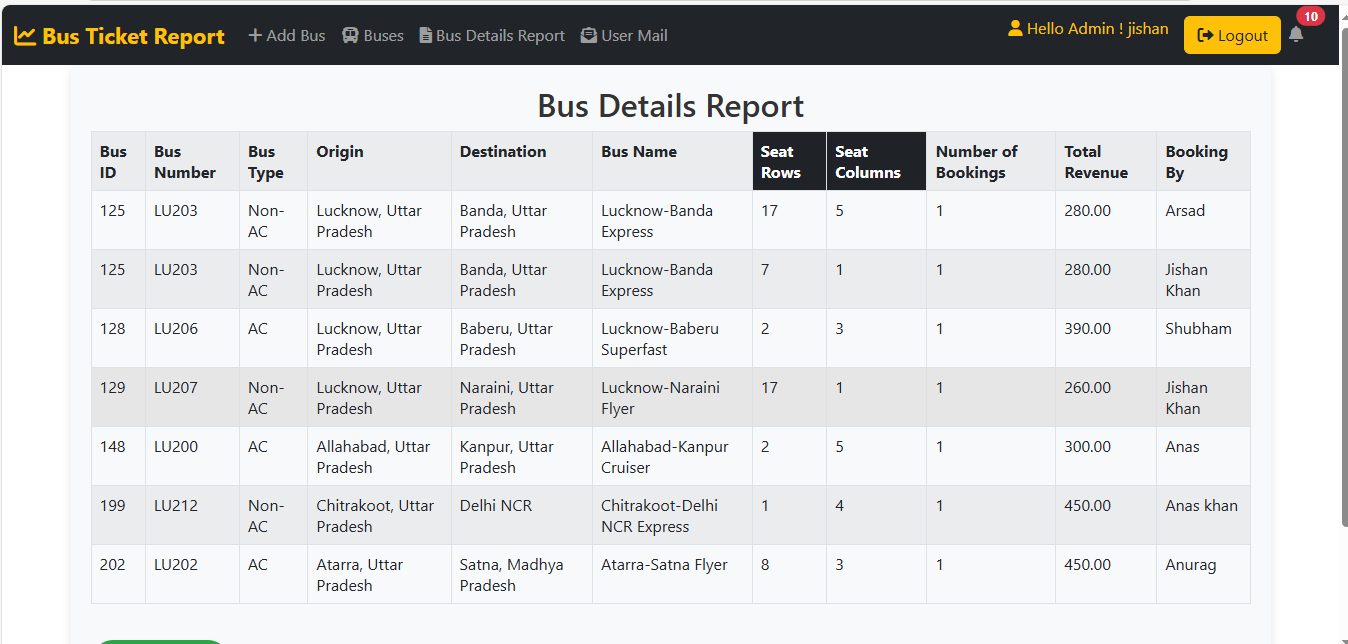 Bus Ticket Report Add Bus Buses Bus Details Report User Mail Hello Admin ! jishan Logout 10
Bus Details Report
Bus ID Bus Number Bus Type Origin Destination Bus Name Seat Rows Seat Columns Number of Bookings Total Revenue Booking By
125 LU203 Non-AC Lucknow, Uttar Pradesh Banda, Uttar Pradesh Lucknow-Banda Express 17 5 1 280.00 Arsad
125 LU203 Non-AC Lucknow, Uttar Pradesh Banda, Uttar Pradesh Lucknow-Banda Express 7 1 1 280.00 Jishan Khan
128 LU206 AC Lucknow, Uttar Pradesh Baberu, Uttar Pradesh Lucknow-Baberu Superfast 2 3 1 390.00 Shubham
129 LU207 Non-AC Lucknow, Uttar Pradesh Naraini, Uttar Pradesh Lucknow-Naraini Flyer 17 1 1 260.00 Jishan Khan
148 LU200 AC Allahabad, Uttar Pradesh Kanpur, Uttar Pradesh Allahabad-Kanpur Cruiser 2 5 1 300.00 Anas
199 LU212 Non-AC Chitrakoot, Uttar Pradesh Delhi NCR Chitrakoot-Delhi NCR Express 1 4 1 450.00 Anas khan
202 LU202 AC Atarra, Uttar Pradesh Satna, Madhya Pradesh Atarra-Satna Flyer 8 3 1 450.00 Anurag